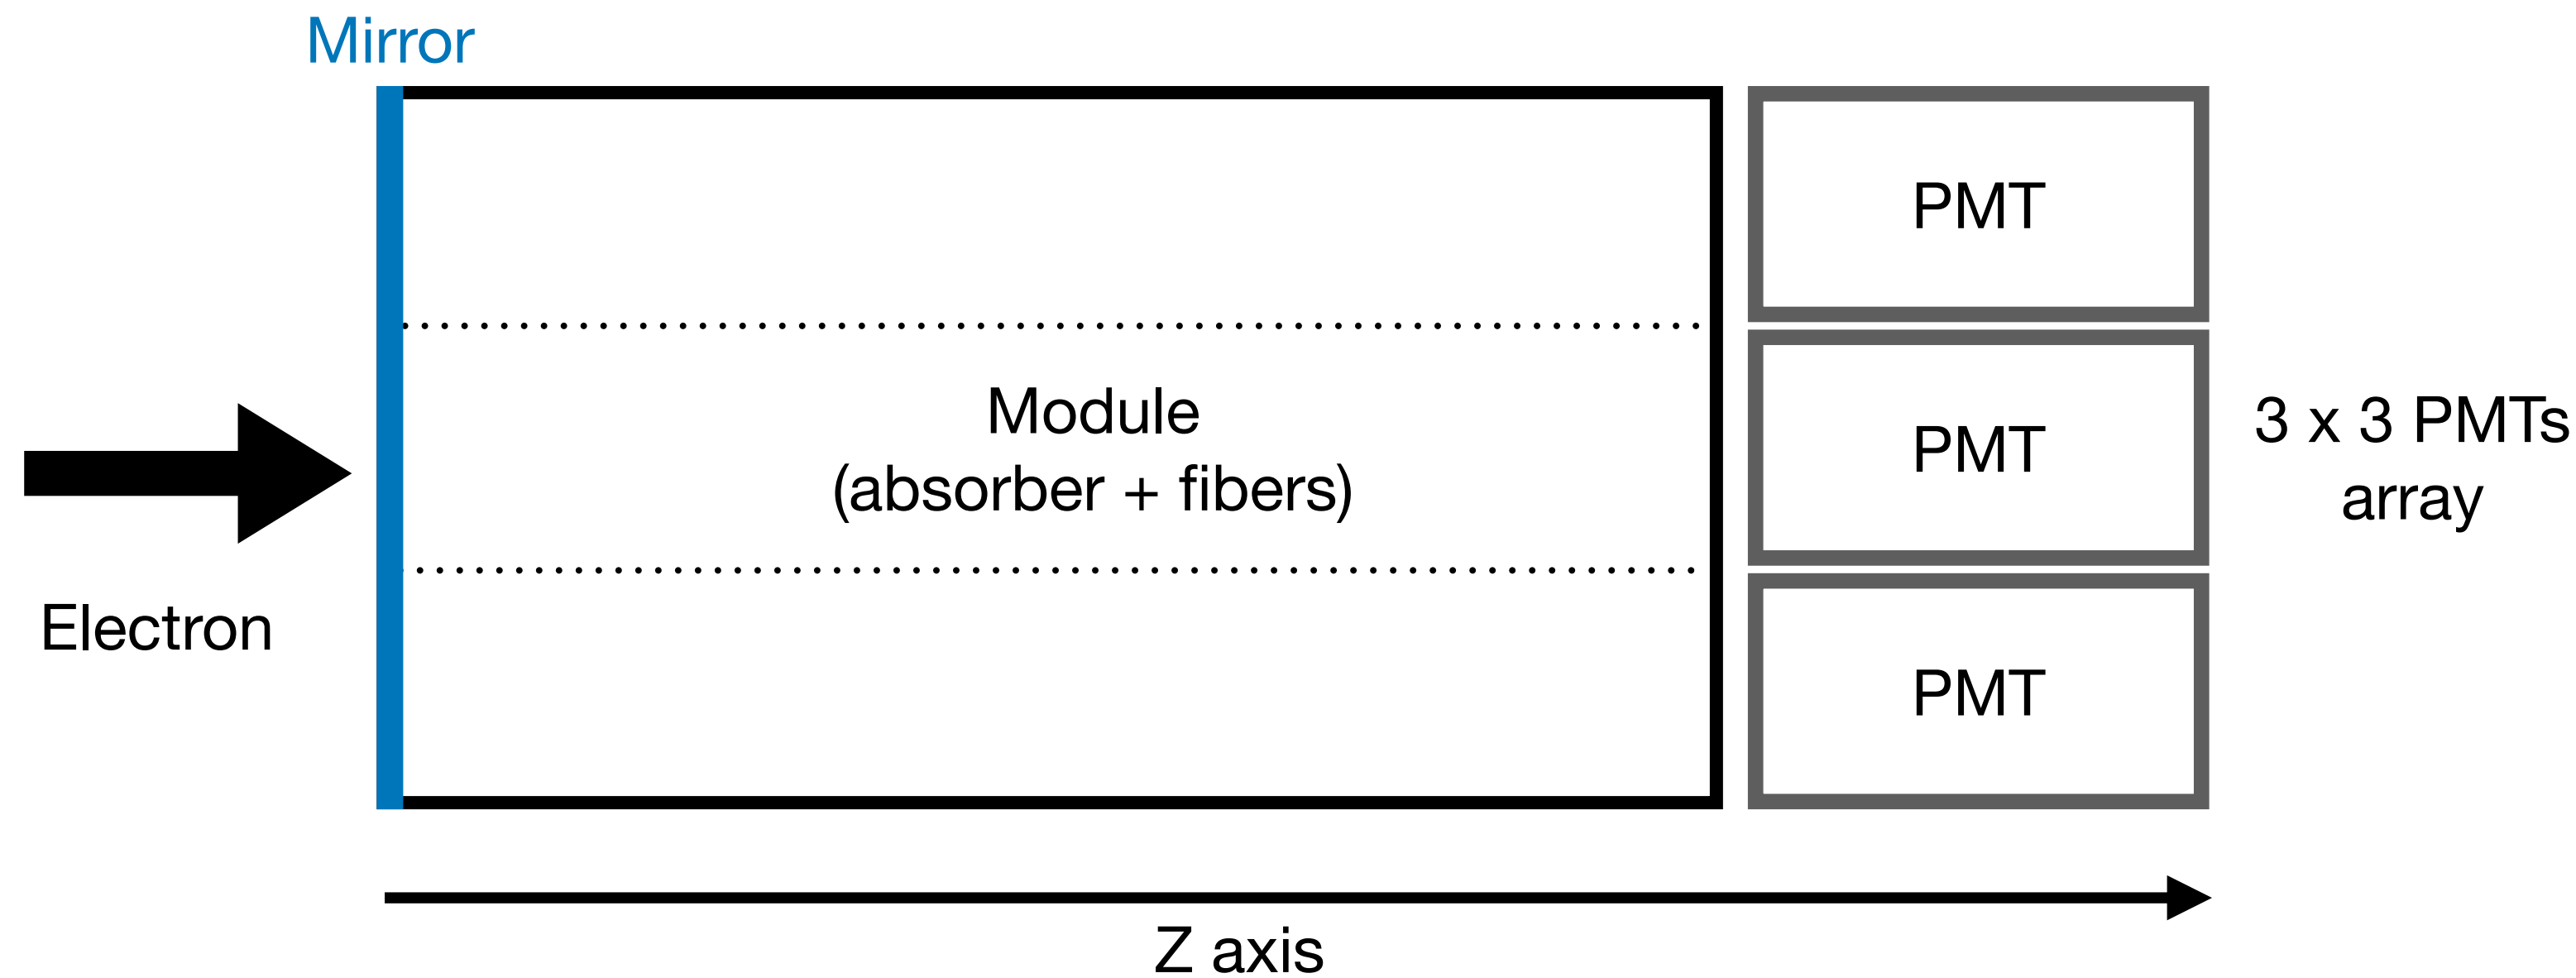 Mirror
PMT
Module
(absorber + fibers)
PMT
3 x 3 PMTs
array
Electron
PMT
Z axis